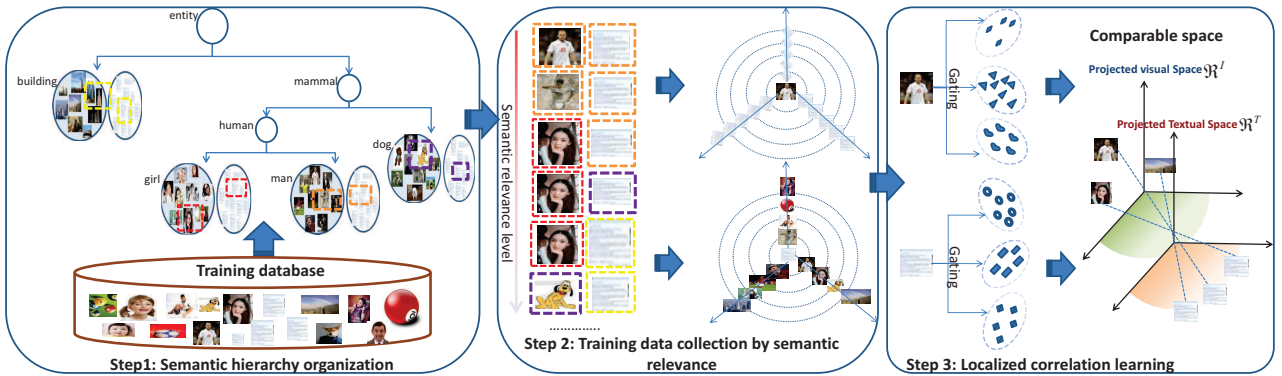 entity
building
mammal
human
dog
girl
man
Training database
Step1: Semantic hierarchy organization
Semantic relevance level
…………..
Step 2: Training data collection by semantic
relevance
Gating
Gating
Comparable space
Projected visual Space ℜ^I
Projected Textual Space ℜ^T
Step 3: Localized correlation learning